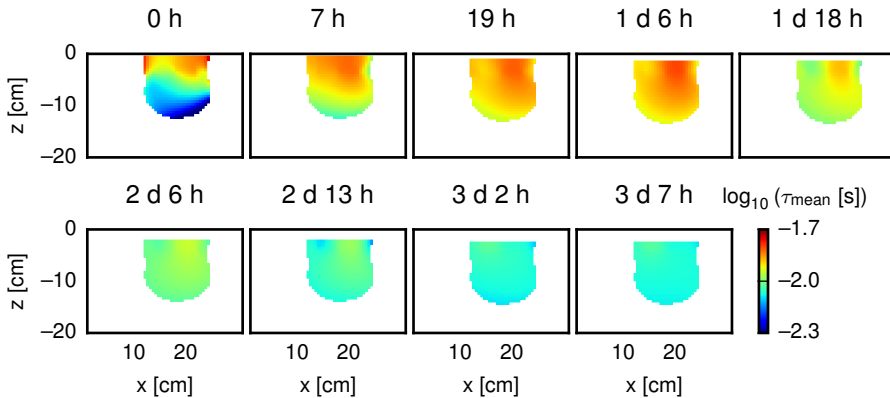 0 h 7 h 19 h 1 d 6 h 1 d 18 h
0
−10
−20
z [cm]
2 d 6 h 2 d 13 h 3 d 2 h 3 d 7 h log10 (τmean [s])
0
−10
−20
z [cm]
−1.7
−2.0
−2.3
10 20 10 20 10 20 10 20
x [cm] x [cm] x [cm] x [cm]